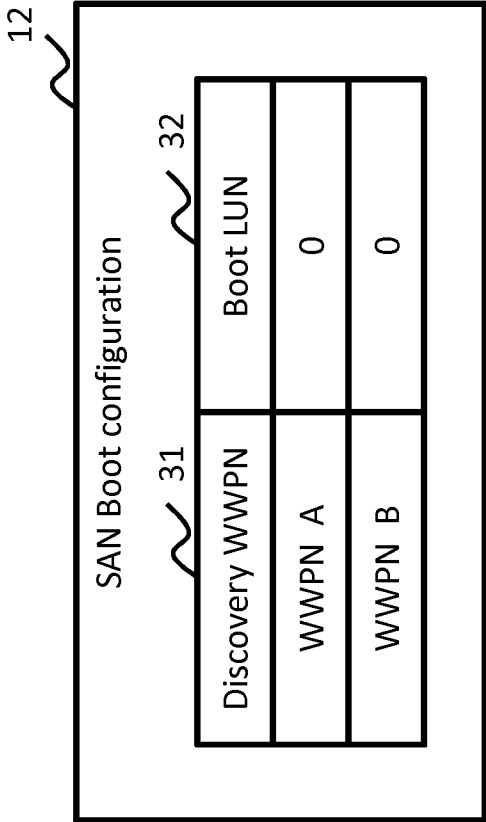 12
SAN Boot configuration
31 32
Discovery WWPN Boot LUN
WWPN A 0
WWPN B 0